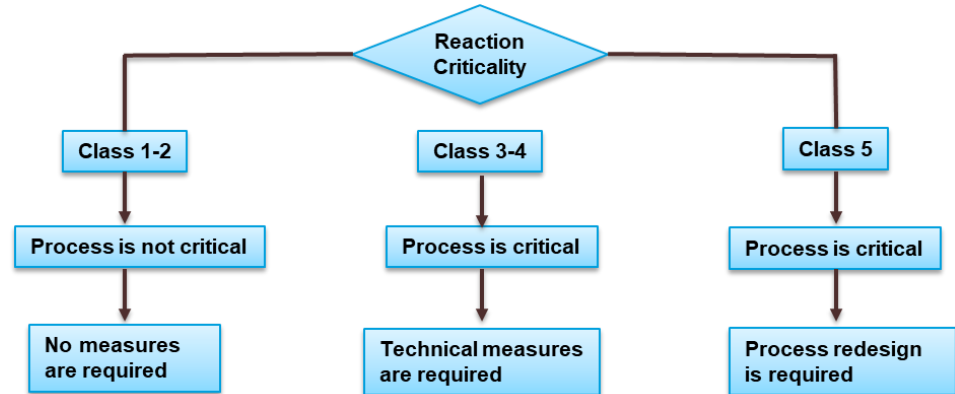 Reaction
Criticality
Class 1-2
Class 3-4
Class 5
Process is not critical
Process is critical
Process is critical
No measures
are required
Technical measures
are required
Process redesign
is required